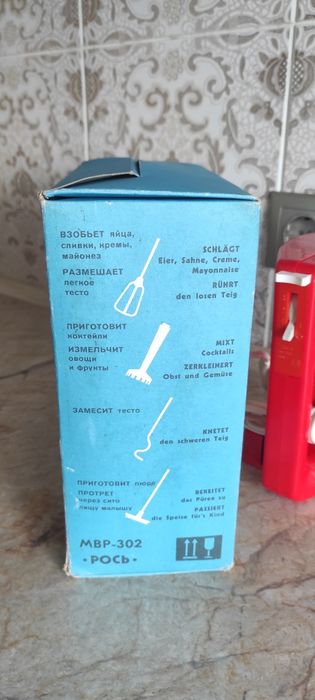 ВЗОБЬЕТ яйца,
сливки, кремы,
майонез
РАЗМЕШАЕТ
легкое
тесто
SCHLÄGT
Eier, Sahne, Creme,
Mayonnaise
RÜHRT
den losen Teig
ПРИГОТОВИТ
коктейли
ИЗМЕЛЬЧИТ
овощи
и фрукты
MIXT
Cocktails
ZERKLEINERT
Obst und Gemüse
ЗАМЕСИТ тесто
KNETET
den schweren Teig
ПРИГОТОВИТ пюре
ПРОТРЕТ
через сито
пищу малышу
BEREITET
das Püree zu
PASSIERT
die Speise für's Kind
МВР-302
•РОСЬ•